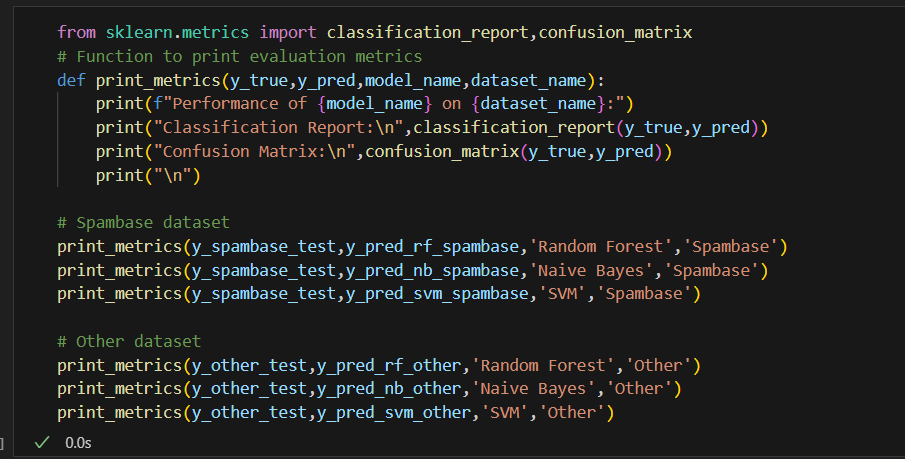 from sklearn.metrics import classification_report,confusion_matrix
# Function to print evaluation metrics
def print_metrics(y_true,y_pred,model_name,dataset_name):
    print(f"Performance of {model_name} on {dataset_name}:")
    print("Classification Report:\n",classification_report(y_true,y_pred))
    print("Confusion Matrix:\n",confusion_matrix(y_true,y_pred))
    print("\n")

# Spambase dataset
print_metrics(y_spambase_test,y_pred_rf_spambase,'Random Forest','Spambase')
print_metrics(y_spambase_test,y_pred_nb_spambase,'Naive Bayes','Spambase')
print_metrics(y_spambase_test,y_pred_svm_spambase,'SVM','Spambase')

# Other dataset
print_metrics(y_other_test,y_pred_rf_other,'Random Forest','Other')
print_metrics(y_other_test,y_pred_nb_other,'Naive Bayes','Other')
print_metrics(y_other_test,y_pred_svm_other,'SVM','Other')
] ✓ 0.0s